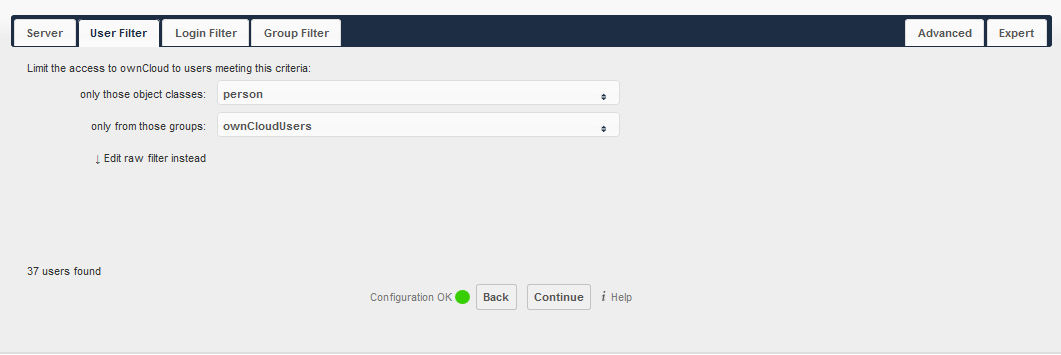 Server User Filter Login Filter Group Filter Advanced Expert
Limit the access to ownCloud to users meeting this criteria:
only those object classes: person
only from those groups: ownCloudUsers
↓ Edit raw filter instead
37 users found
Configuration OK Back Continue i Help